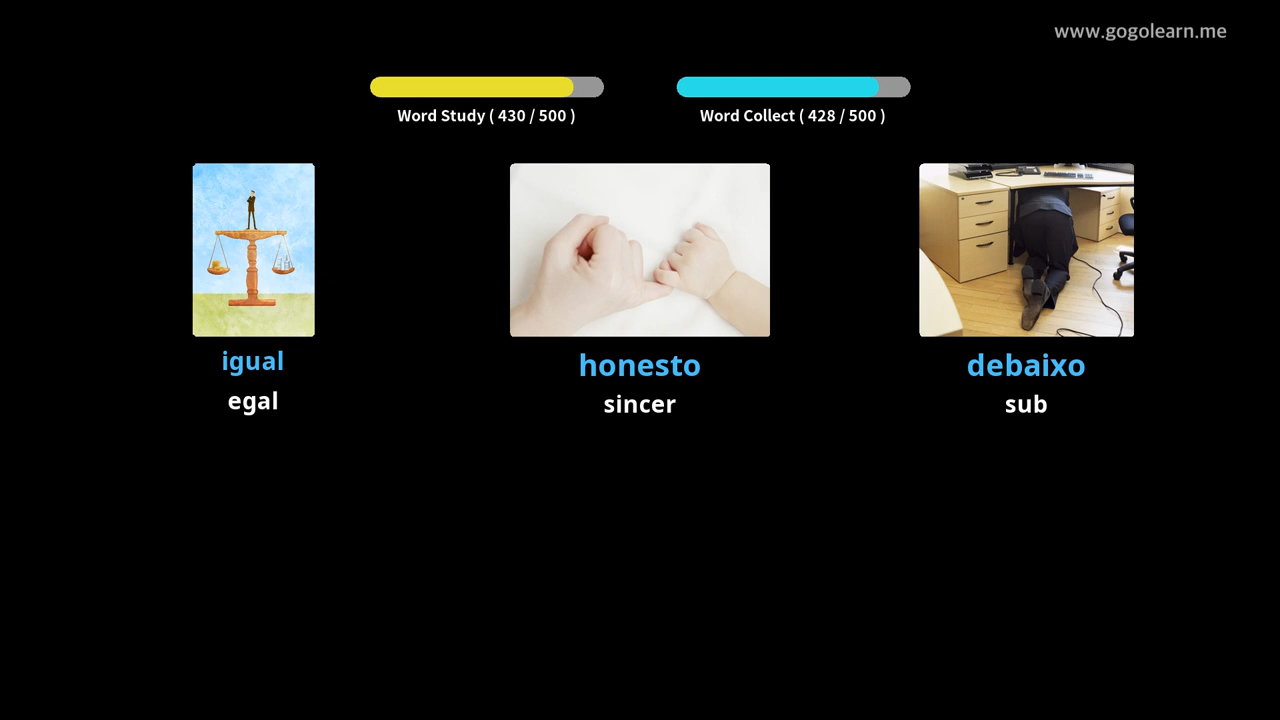 www.gogolearn.me
Word Study ( 430 / 500 )
Word Collect ( 428 / 500 )
igual
egal
honesto
sincer
debaixo
sub